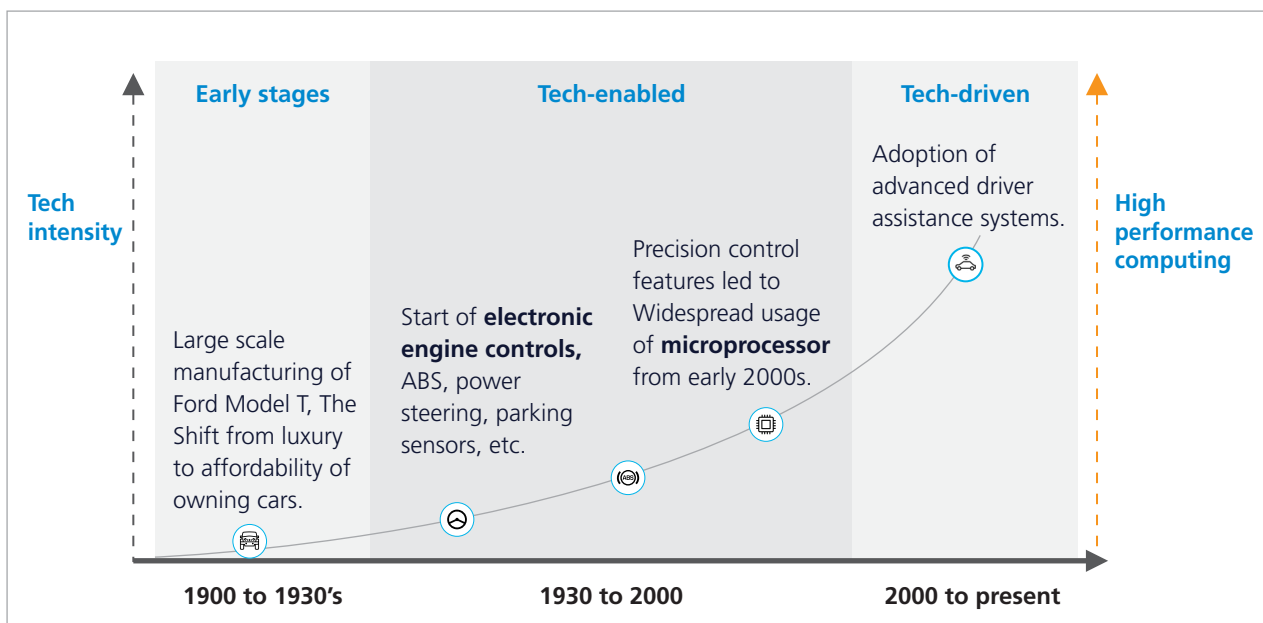 Early stages
Tech-enabled
Tech-driven
Tech
intensity
High
performance
computing
Large scale
manufacturing of
Ford Model T, The
Shift from luxury
to affordability of
owning cars.
Start of electronic
engine controls,
ABS, power
steering, parking
sensors, etc.
Precision control
features led to
Widespread usage
of microprocessor
from early 2000s.
Adoption of
advanced driver
assistance systems.
ABS
1900 to 1930’s
1930 to 2000
2000 to present